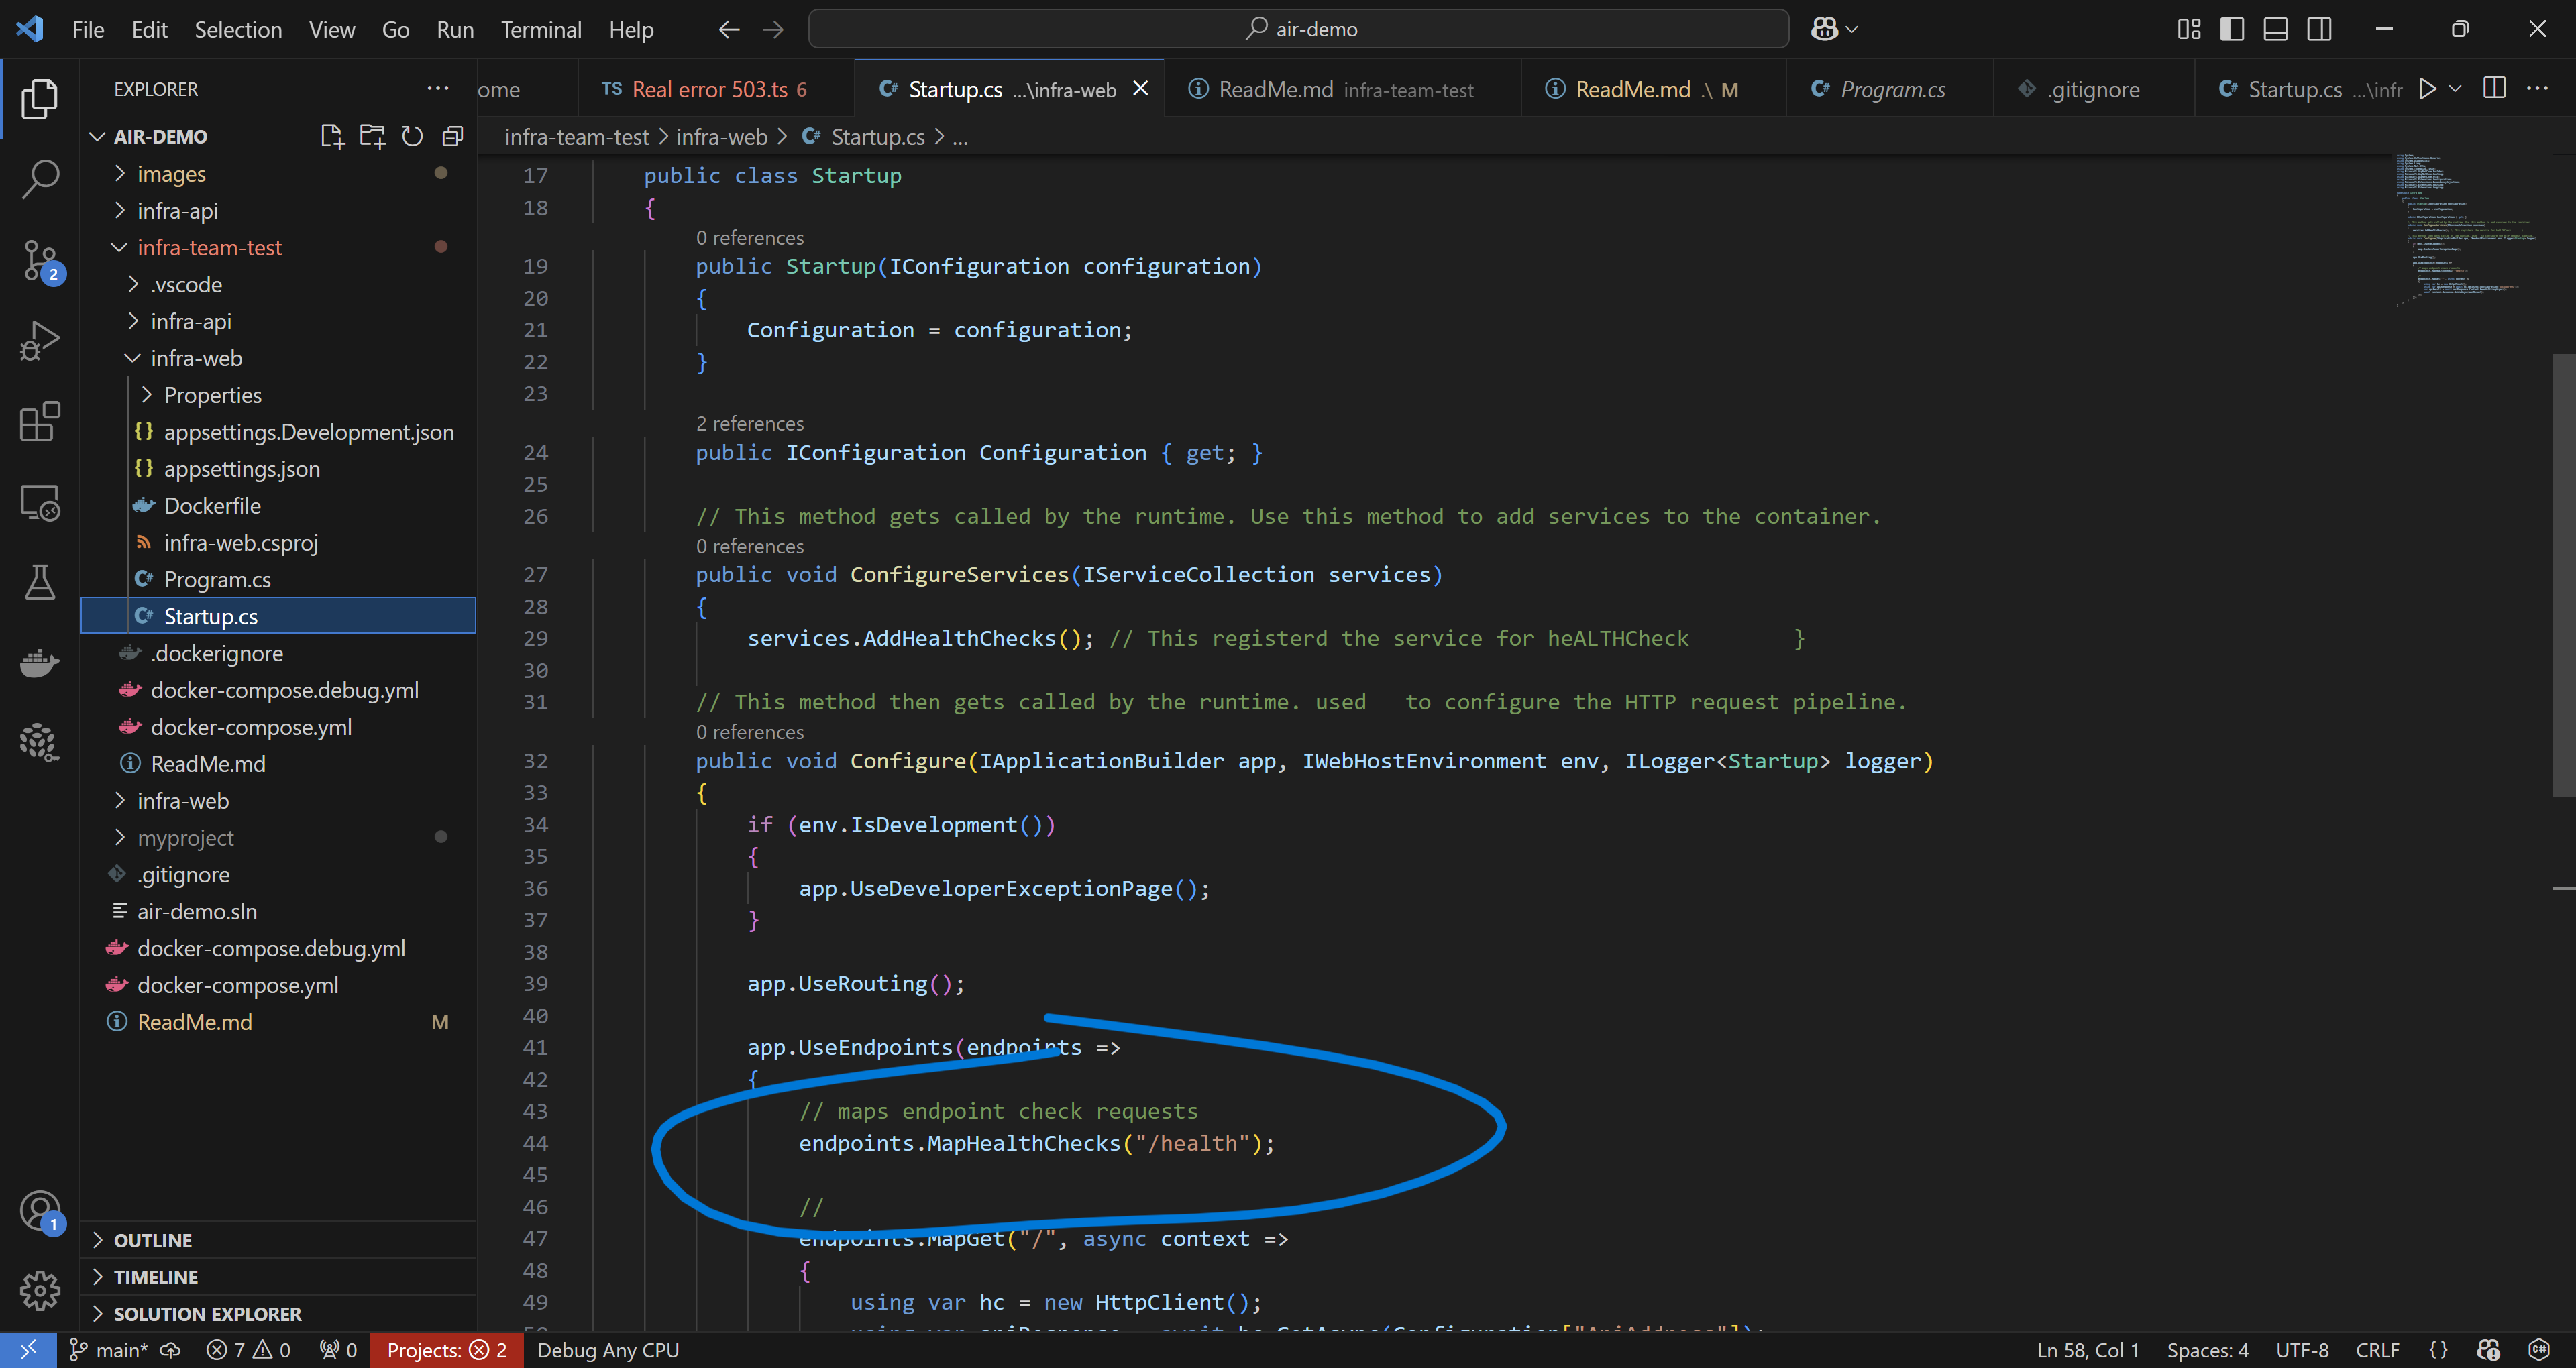 File Edit Selection View Go Run Terminal Help air-demo
EXPLORER
ome
TS Real error 503.ts 6
C# Startup.cs ...\infra-web
ReadMe.md infra-team-test
ReadMe.md .\ M
C# Program.cs
.gitignore
C# Startup.cs ...\infr
infra-team-test > infra-web > C# Startup.cs > ...
AIR-DEMO
images
infra-api
infra-team-test
.vscode
infra-api
infra-web
Properties
{} appsettings.Development.json
{} appsettings.json
Dockerfile
infra-web.csproj
C# Program.cs
C# Startup.cs
.dockerignore
docker-compose.debug.yml
docker-compose.yml
ReadMe.md
infra-web
myproject
.gitignore
air-demo.sln
docker-compose.debug.yml
docker-compose.yml
ReadMe.md M
OUTLINE
TIMELINE
SOLUTION EXPLORER
2
1
17 public class Startup
18 {
0 references
19 public Startup(IConfiguration configuration)
20 {
21 Configuration = configuration;
22 }
23
2 references
24 public IConfiguration Configuration { get; }
25
26 // This method gets called by the runtime. Use this method to add services to the container.
0 references
27 public void ConfigureServices(IServiceCollection services)
28 {
29 services.AddHealthChecks(); // This registerd the service for heALTHCheck }
30
31 // This method then gets called by the runtime. used to configure the HTTP request pipeline.
0 references
32 public void Configure(IApplicationBuilder app, IWebHostEnvironment env, ILogger<Startup> logger)
33 {
34 if (env.IsDevelopment())
35 {
36 app.UseDeveloperExceptionPage();
37 }
38
39 app.UseRouting();
40
41 app.UseEndpoints(endpoints =>
42 {
43 // maps endpoint check requests
44 endpoints.MapHealthChecks("/health");
45
46 //
47 endpoints.MapGet("/", async context =>
48 {
49 using var hc = new HttpClient();
main* 7 0 0 Projects: 2 Debug Any CPU Ln 58, Col 1 Spaces: 4 UTF-8 CRLF {}